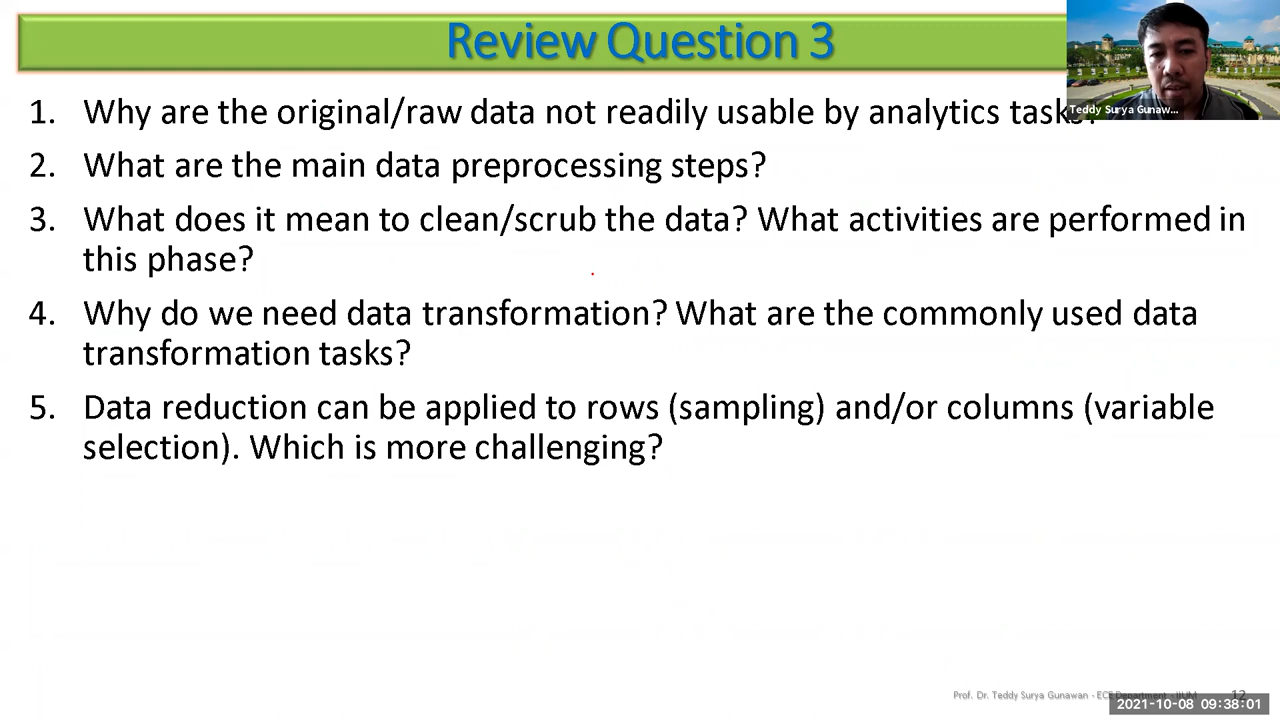 Review Question 3
1. Why are the original/raw data not readily usable by analytics tasks?
Teddy Surya Gunaw...
2. What are the main data preprocessing steps?
3. What does it mean to clean/scrub the data? What activities are performed in
this phase?
4. Why do we need data transformation? What are the commonly used data
transformation tasks?
5. Data reduction can be applied to rows (sampling) and/or columns (variable
selection). Which is more challenging?
Prof. Dr. Teddy Surya Gunawan - ECE Department - IIUM 12
2021-10-08 09:38:01